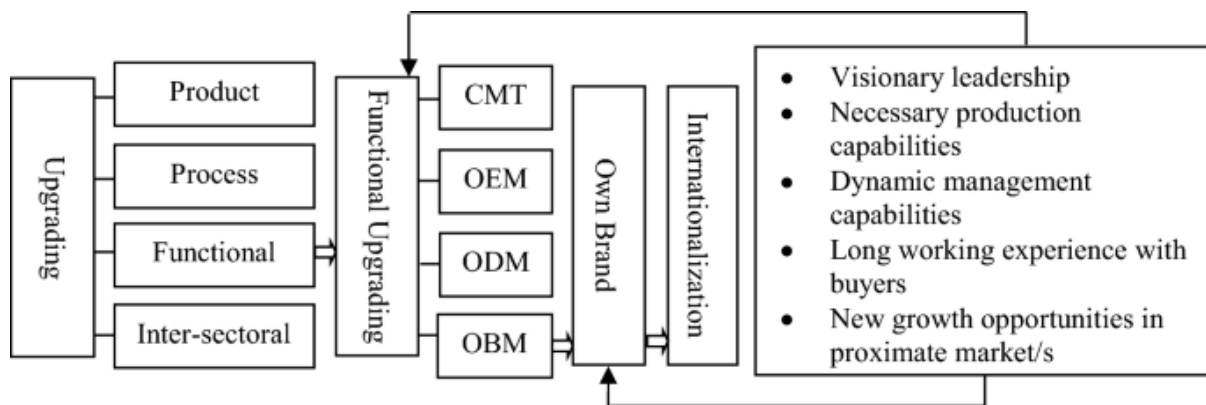 Upgrading
Product
Process
Functional
Inter-sectoral
Functional Upgrading
CMT
OEM
ODM
OBM
Own Brand
Internationalization
• Visionary leadership
• Necessary production
capabilities
• Dynamic management
capabilities
• Long working experience with
buyers
• New growth opportunities in
proximate market/s